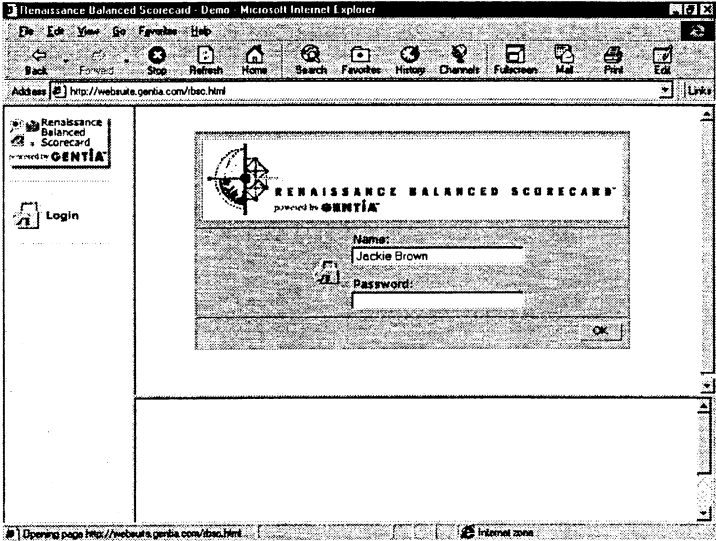 Renaissance Balanced Scorecard - Demo - Microsoft Internet Explorer
File Edit View Go Favorites Help
Back Forward Stop Refresh Home Search Favorites History Channels Fullscreen Mail Print Edit
Address http://websuite.gentia.com/rbsc.html Links
Renaissance
Balanced
Scorecard
powered by GENTIA
Login
RENAISSANCE BALANCED SCORECARD
powered by GENTIA
Name:
Jackie Brown
Password:
OK
Opening page http://websuite.gentia.com/rbsc.html Internet zone